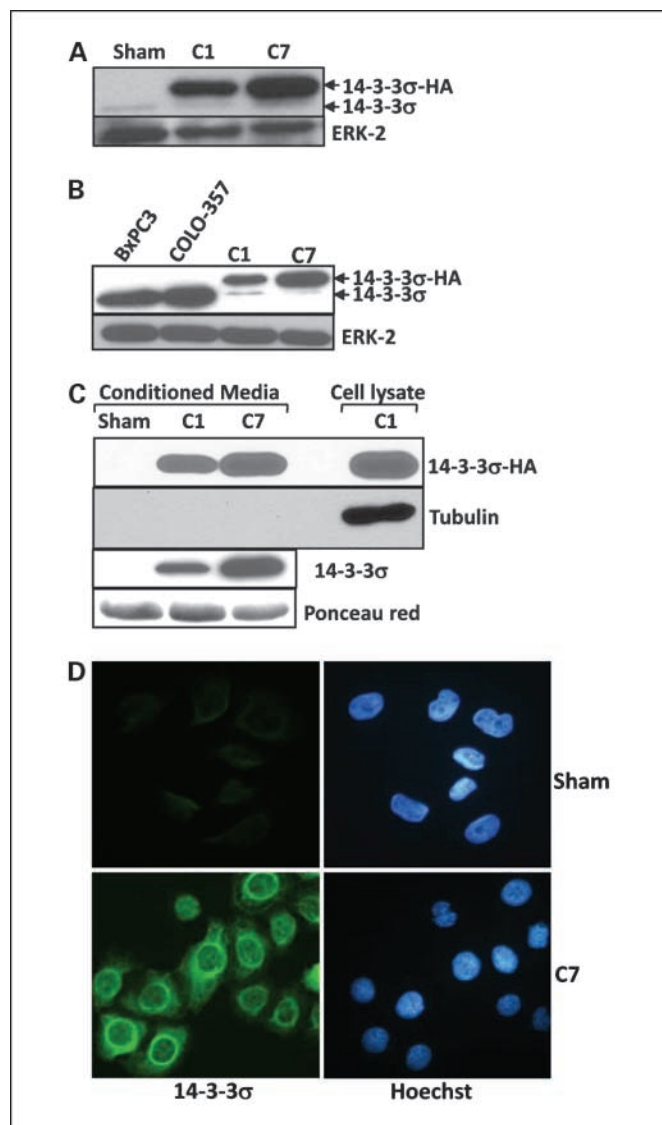 A
Sham C1 C7
14-3-3σ-HA
14-3-3σ
ERK-2
B
BxPC3 COLO-357 C1 C7
14-3-3σ-HA
14-3-3σ
ERK-2
C
Conditioned Media Cell lysate
Sham C1 C7 C1
14-3-3σ-HA
Tubulin
14-3-3σ
Ponceau red
D
Sham
C7
14-3-3σ Hoechst